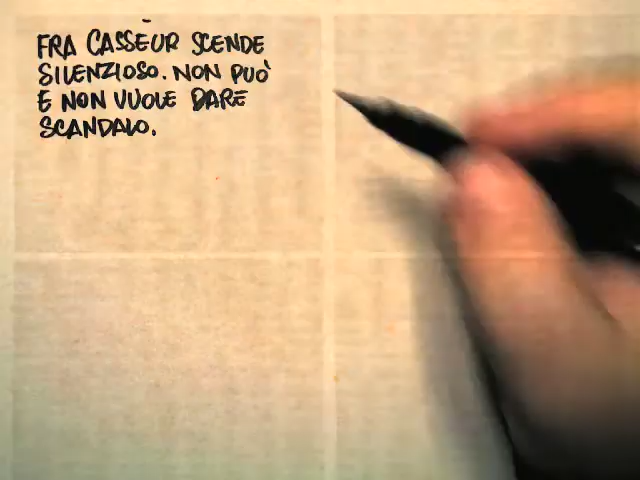 FRA CASSEUR SCENDE
SILENZIOSO. NON PUÒ
E NON VUOLE DARE
SCANDALO.